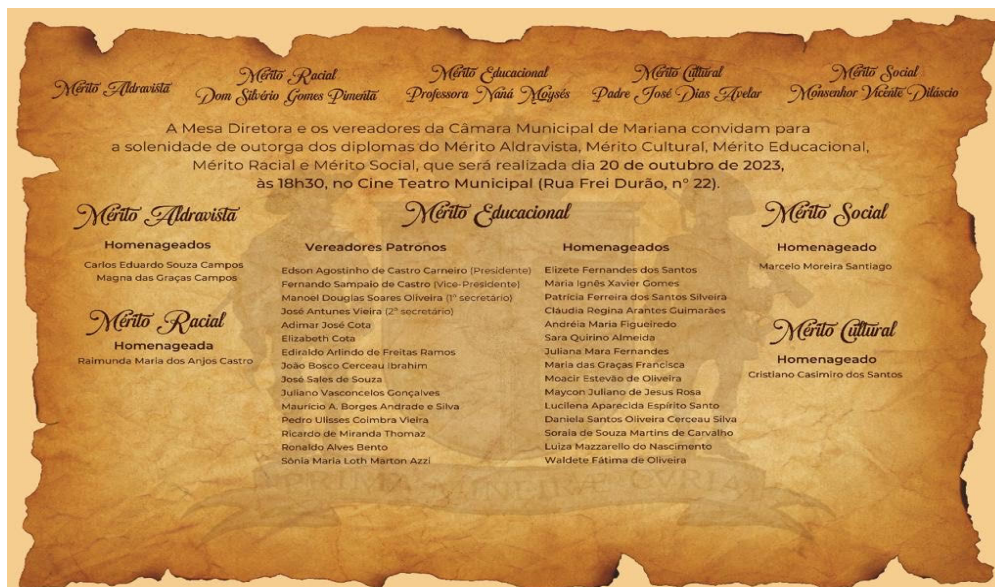 Mérito Aldravista
Mérito Racial
Dom Silvério Gomes Pimenta
Mérito Educacional
Professora Naná Moysés
Mérito Cultural
Padre José Dias Avelar
Mérito Social
Monsenhor Vicente Diláscio
A Mesa Diretora e os vereadores da Câmara Municipal de Mariana convidam para
a solenidade de outorga dos diplomas do Mérito Aldravista, Mérito Cultural, Mérito Educacional,
Mérito Racial e Mérito Social, que será realizada dia 20 de outubro de 2023,
às 18h30, no Cine Teatro Municipal (Rua Frei Durão, n° 22).
Mérito Aldravista
Homenageados
Carlos Eduardo Souza Campos
Magna das Graças Campos
Mérito Racial
Homenageada
Raimunda Maria dos Anjos Castro
Mérito Educacional
Vereadores Patronos
Edson Agostinho de Castro Carneiro (Presidente)
Fernando Sampaio de Castro (Vice-Presidente)
Manoel Douglas Soares Oliveira (1° secretário)
José Antunes Vieira (2° secretário)
Adimar José Cota
Elizabeth Cota
Ediraldo Arlindo de Freitas Ramos
João Bosco Cerceau Ibrahim
José Sales de Souza
Juliano Vasconcelos Gonçalves
Maurício A. Borges Andrade e Silva
Pedro Ulisses Coimbra Vieira
Ricardo de Miranda Thomaz
Ronaldo Alves Bento
Sônia Maria Loth Marton Azzi
Homenageados
Elizete Fernandes dos Santos
Maria Ignês Xavier Gomes
Patrícia Ferreira dos Santos Silveira
Cláudia Regina Arantes Guimarães
Andréia Maria Figueiredo
Sara Quirino Almeida
Juliana Mara Fernandes
Maria das Graças Francisca
Moacir Estevão de Oliveira
Maycon Juliano de Jesus Rosa
Lucilena Aparecida Espírito Santo
Daniela Santos Oliveira Cerceau Silva
Soraia de Souza Martins de Carvalho
Luiza Mazzarello do Nascimento
Waldete Fátima de Oliveira
Mérito Social
Homenageado
Marcelo Moreira Santiago
Mérito Cultural
Homenageado
Cristiano Casimiro dos Santos